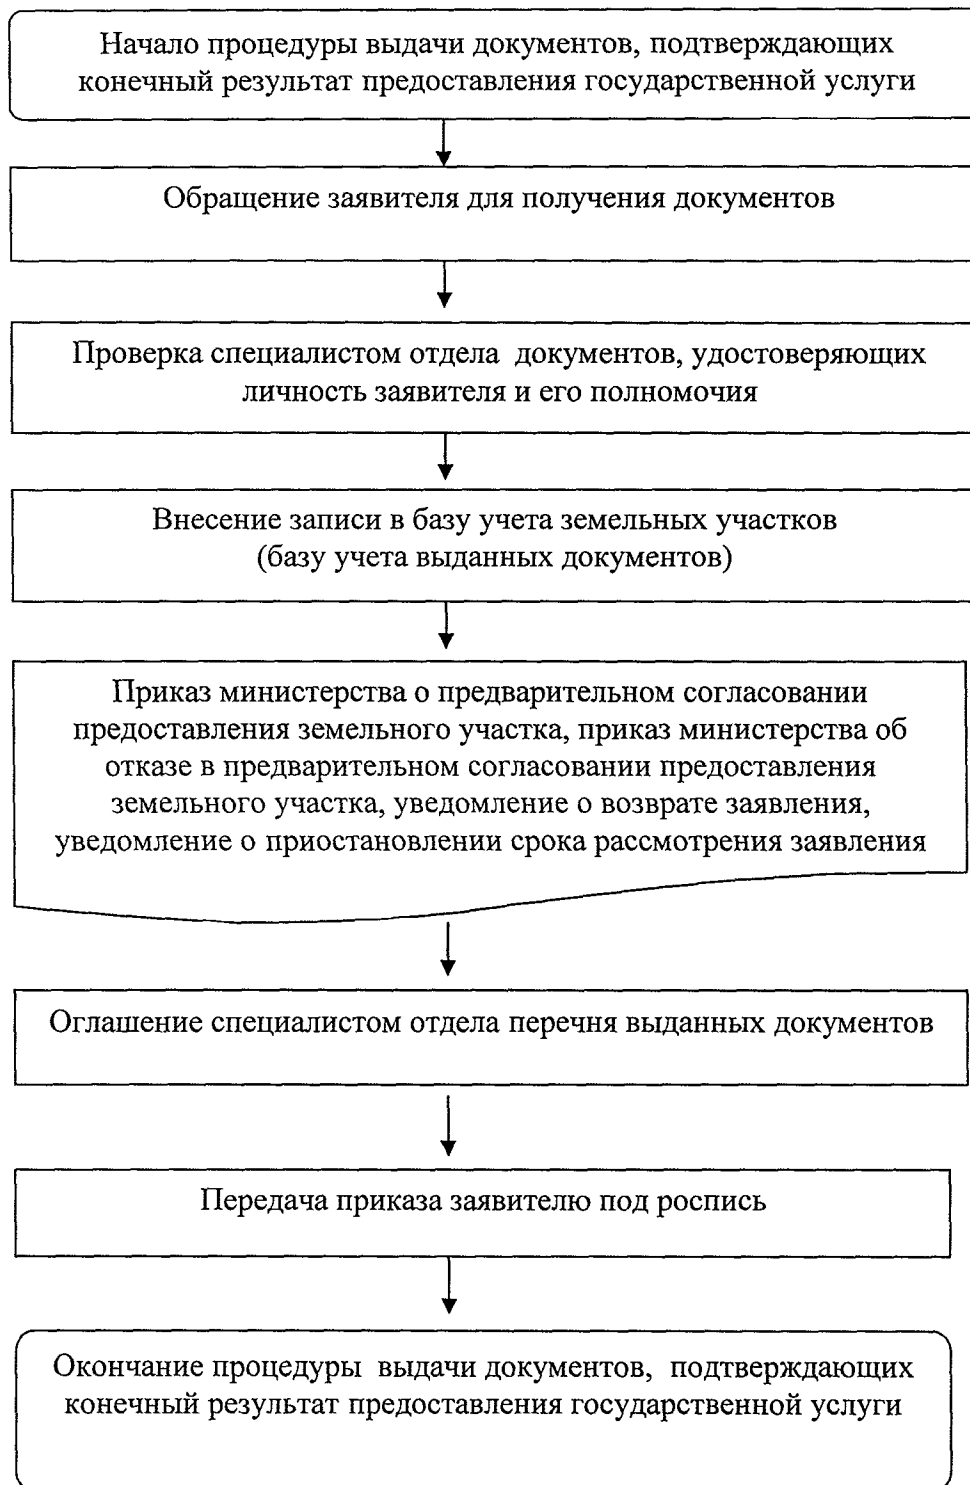 Начало процедуры выдачи документов, подтверждающих
конечный результат предоставления государственной услуги
Обращение заявителя для получения документов
Проверка специалистом отдела документов, удостоверяющих
личность заявителя и его полномочия
Внесение записи в базу учета земельных участков
(базу учета выданных документов)
Приказ министерства о предварительном согласовании
предоставления земельного участка, приказ министерства об
отказе в предварительном согласовании предоставления
земельного участка, уведомление о возврате заявления,
уведомление о приостановлении срока рассмотрения заявления
Оглашение специалистом отдела перечня выданных документов
Передача приказа заявителю под роспись
Окончание процедуры выдачи документов, подтверждающих
конечный результат предоставления государственной услуги